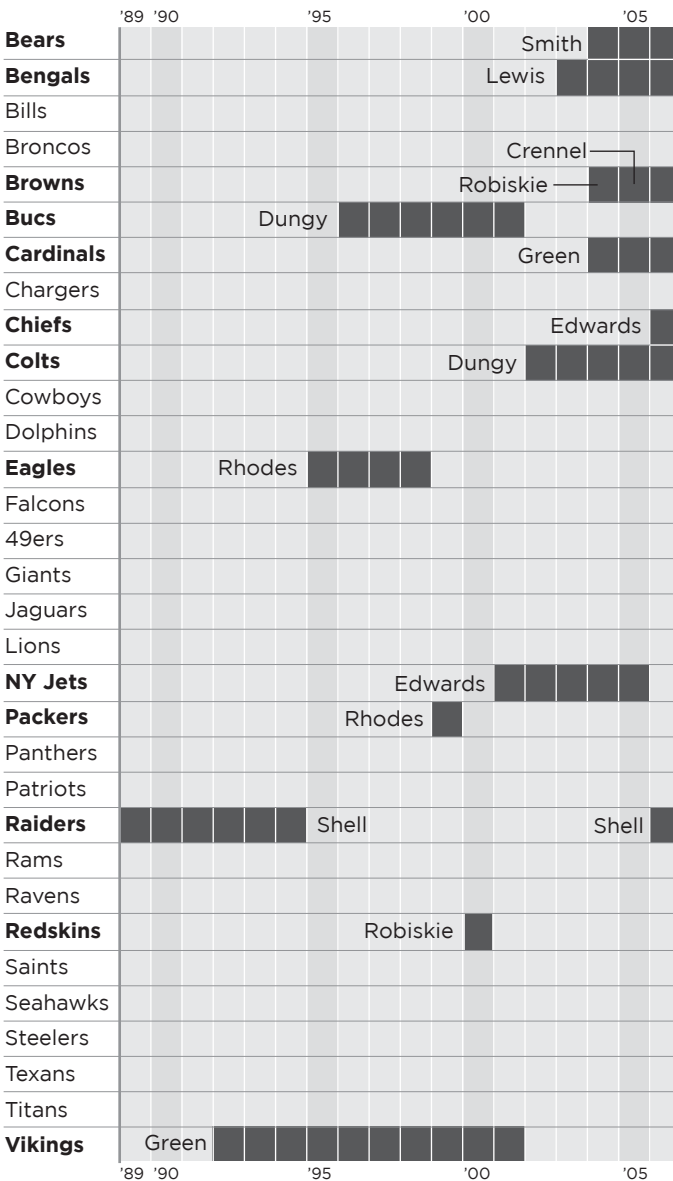 ’89 ’90 ’95 ’00 ’05
Bears Smith
Bengals Lewis
Bills
Broncos
Crennel
Browns Robiskie
Bucs Dungy
Cardinals Green
Chargers
Chiefs Edwards
Colts Dungy
Cowboys
Dolphins
Eagles Rhodes
Falcons
49ers
Giants
Jaguars
Lions
NY Jets Edwards
Packers Rhodes
Panthers
Patriots
Raiders Shell Shell
Rams
Ravens
Redskins Robiskie
Saints
Seahawks
Steelers
Texans
Titans
Vikings Green
’89 ’90 ’95 ’00 ’05